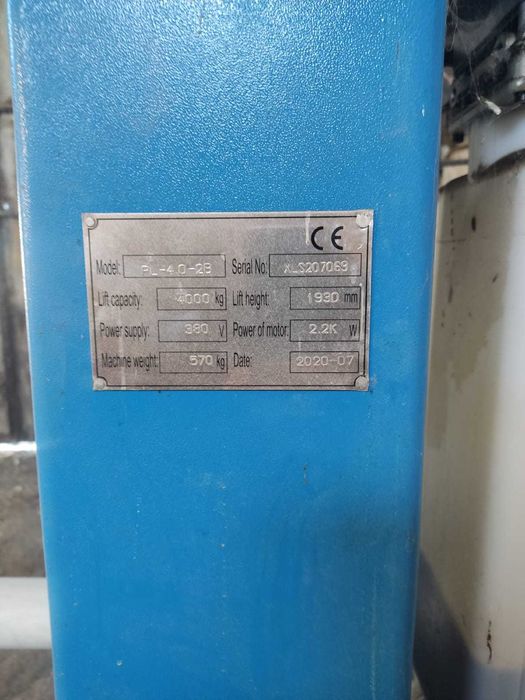 CE
Model: PL-4.0-2B Serial No: XLS207069
Lift capacity: 4000 kg Lift height: 1930 mm
Power supply: 380 V Power of motor: 2.2K W
Machine weight: 570 kg Date: 2020-07